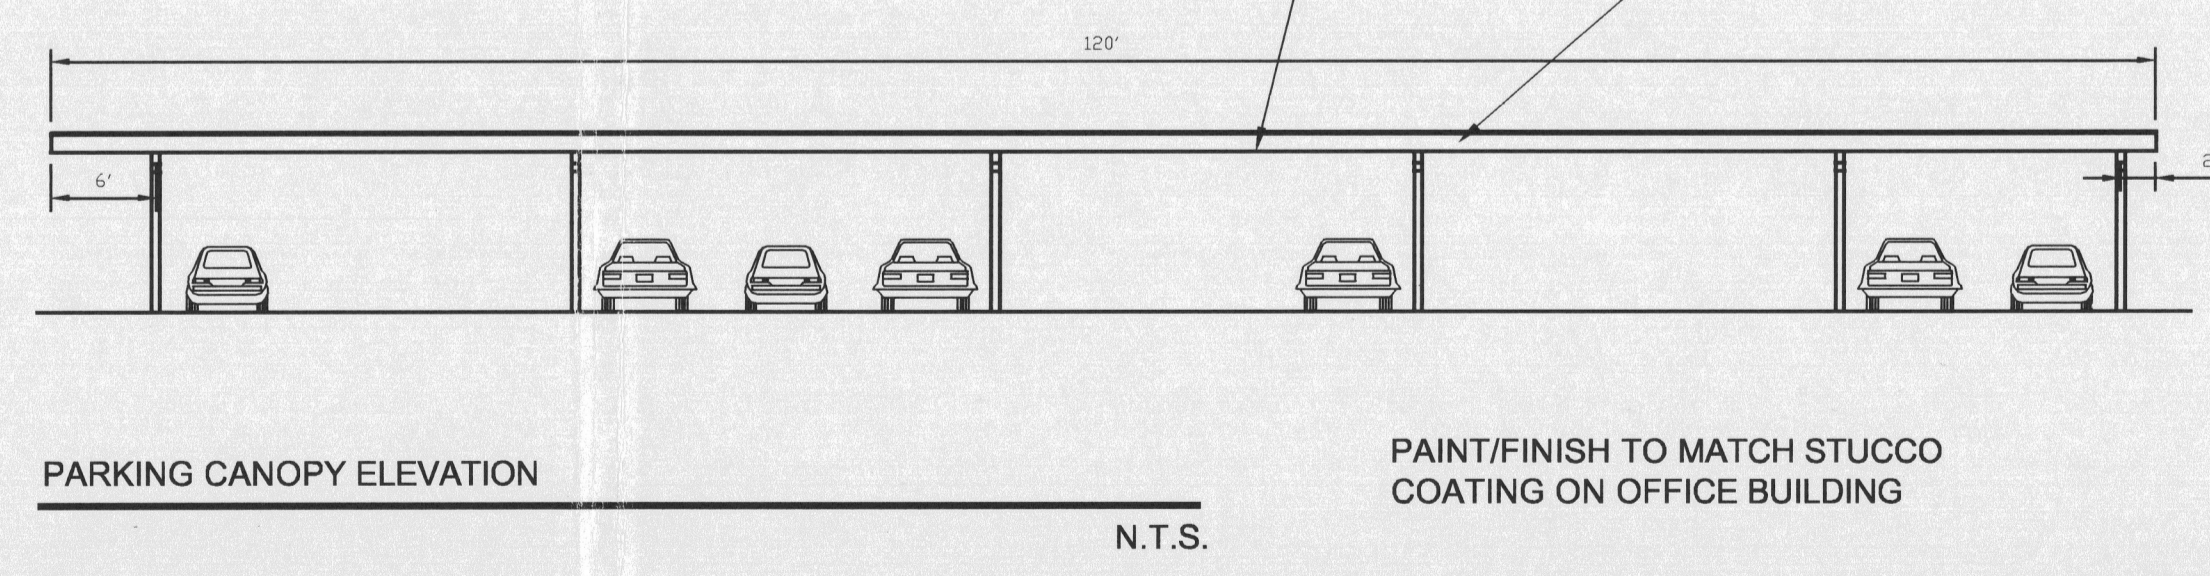 120'
6'
PARKING CANOPY ELEVATION
N.T.S.
PAINT/FINISH TO MATCH STUCCO
COATING ON OFFICE BUILDING